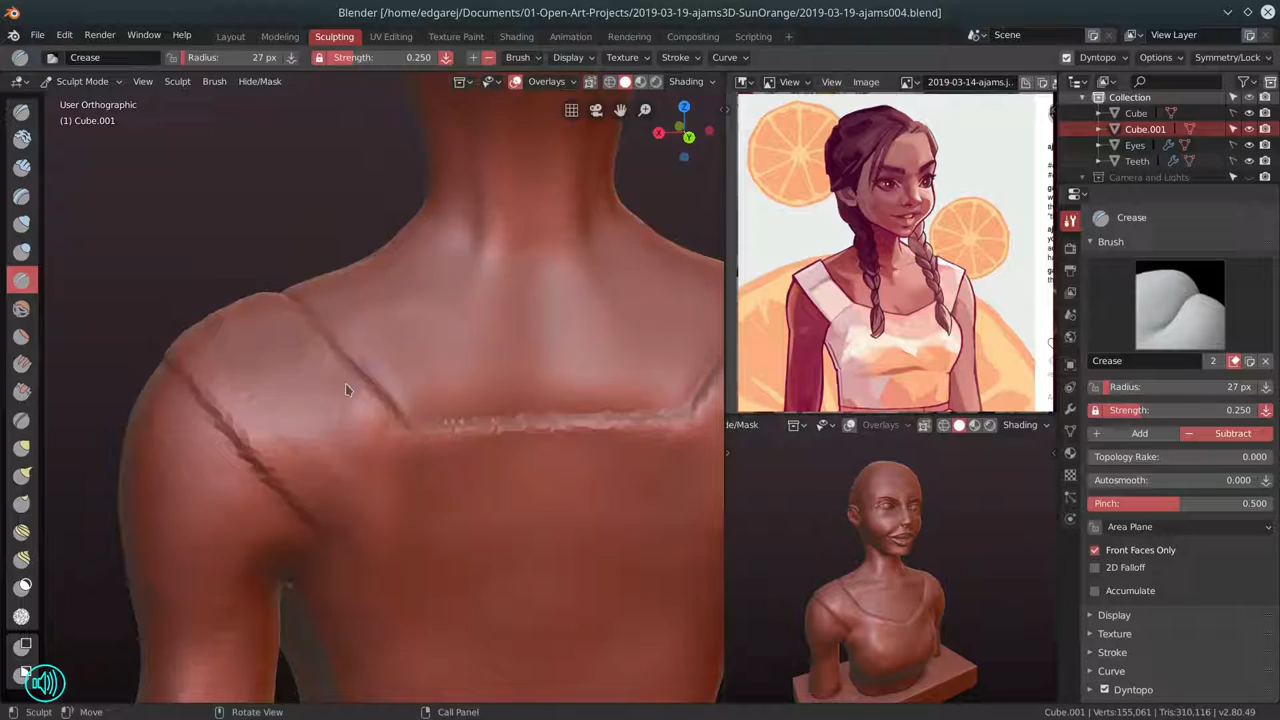 Blender [/home/edgarej/Documents/01-Open-Art-Projects/2019-03-19-ajams3D-SunOrange/2019-03-19-ajams004.blend]
File Edit Render Window Help Layout Modeling Sculpting UV Editing Texture Paint Shading Animation Rendering Compositing Scripting + Scene View Layer
Crease Radius: 27 px Strength: 0.250 Brush Display Texture Stroke Curve Dyntopo Options Symmetry/Lock
Sculpt Mode View Sculpt Brush Hide/Mask Overlays Shading View View Image 2019-03-14-ajams.j..
User Orthographic
(1) Cube.001
Z
X
Y
Collection
Cube
Cube.001
Eyes
Teeth
Camera and Lights
Crease
Brush
Crease 2
Radius: 27 px
Strength: 0.250
Add Subtract
Topology Rake: 0.000
Autosmooth: 0.000
Pinch: 0.500
Area Plane
Front Faces Only
2D Falloff
Accumulate
Display
Texture
Stroke
Curve
Dyntopo
de/Mask Overlays Shading
Sculpt Move Rotate View Call Panel Cube.001 | Verts:155,061 | Tris:310,116 | v2.80.49